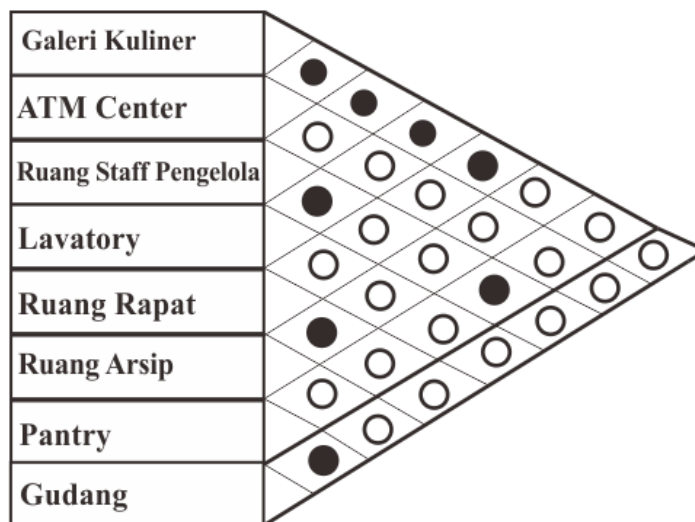 Galeri Kuliner
ATM Center
Ruang Staff Pengelola
Lavatory
Ruang Rapat
Ruang Arsip
Pantry
Gudang